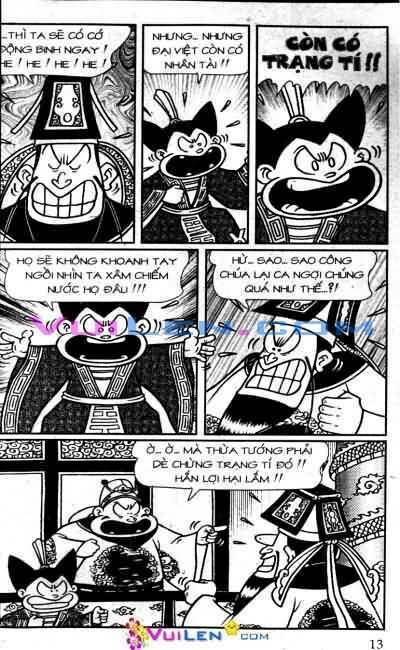 ...THÌ TA SẼ CÓ CỚ
ĐỘNG BINH NGAY !
HE ! HE ! HE ! HE !
NHƯNG... NHƯNG
ĐẠI VIỆT CÒN CÓ
NHÂN TÀI !!
CÒN CÓ
TRẠNG TÍ !!
HỌ SẼ KHÔNG KHOANH TAY
NGỒI NHÌN TA XÂM CHIẾM
NƯỚC HỌ ĐÂU !!!
HỪ... SAO... SAO CÔNG
CHÚA LẠI CA NGỢI CHÚNG
QUÁ NHƯ THẾ...?!
VUILEN.COM
Ờ... Ờ... MÀ THỪA TƯỚNG PHẢI
DÈ CHỪNG TRẠNG TÍ ĐÓ !!
HẮN LỢI HẠI LẮM !!
13
VUILEN.COM